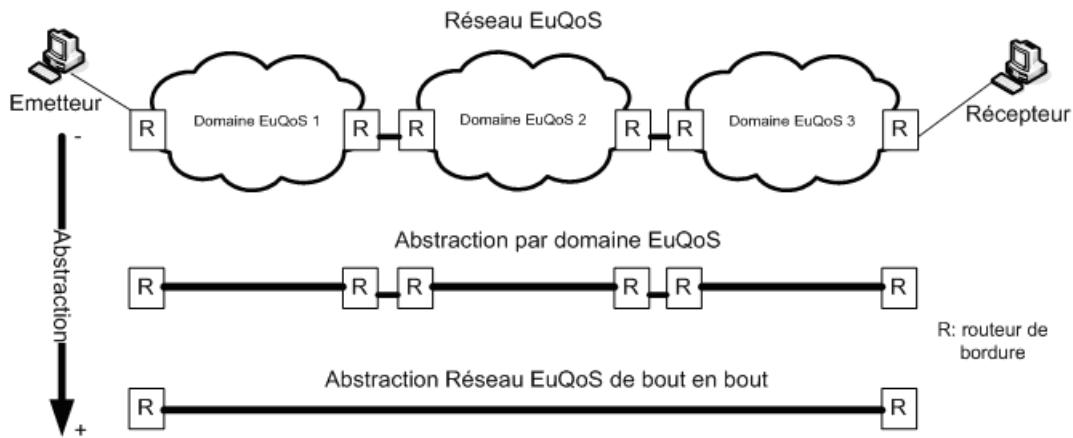 Réseau EuQoS
Emetteur
Récepteur
R
Domaine EuQoS 1
R
R
Domaine EuQoS 2
R
R
Domaine EuQoS 3
R
-
Abstraction
+
Abstraction par domaine EuQoS
R
R
R
R
R
R
R: routeur de
bordure
Abstraction Réseau EuQoS de bout en bout
R
R